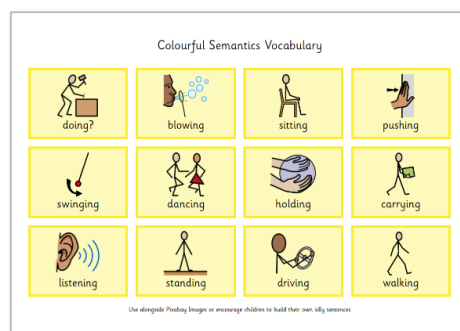 Colourful Semantics Vocabulary
doing? blowing sitting pushing
swinging dancing holding carrying
listening standing driving walking
Use alongside Pixabay Images or encourage children to build their own silly sentences